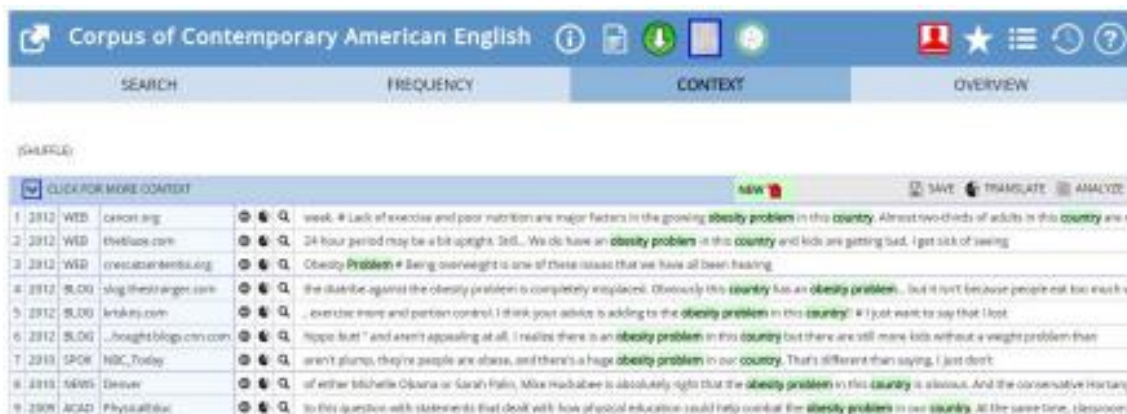 Corpus of Contemporary American English
SEARCH FREQUENCY CONTEXT OVERVIEW
(SHUFFLE)
CLICK FOR MORE CONTEXT NEW SAVE TRANSLATE ANALYZE
1 2012 WEB cancer.org week. # Lack of exercise and poor nutrition are major factors in the growing obesity problem in this country. Almost two-thirds of adults in this country are
2 2012 WEB theblaze.com 24 hour period may be a bit uptight. Still... We do have an obesity problem in this country and kids are getting bad. I get sick of seeing
3 2012 WEB Obesity Problem # Being overweight is one of those issues that we have all been hearing
4 2012 BLOG slog.thestranger.com the diatribe against the obesity problem is completely misplaced. Obviously this country has an obesity problem... but it isn't because people eat too much
5 2012 BLOG , exercise more and portion control. I think your advice is adding to the obesity problem in this country! # I just want to say that I lost
6 2012 BLOG ...hought.blogs.cnn.com hippo butt " and aren't appealing at all. I realize there is an obesity problem in this country but there are still more kids without a weight problem than
7 2010 SPOK NBC_Today aren't plump, they're people are obese, and there's a huge obesity problem in our country. That's different than saying, I just don't
8 2010 NEWS Denver of either Michelle Obama or Sarah Palin, Mike Huckabee is absolutely right that the obesity problem in this country is obvious. And the conservative
9 2009 ACAD PhysicalEduc to this question with statements that dealt with how physical education could help combat the obesity problem in our country. At the same time, classroom